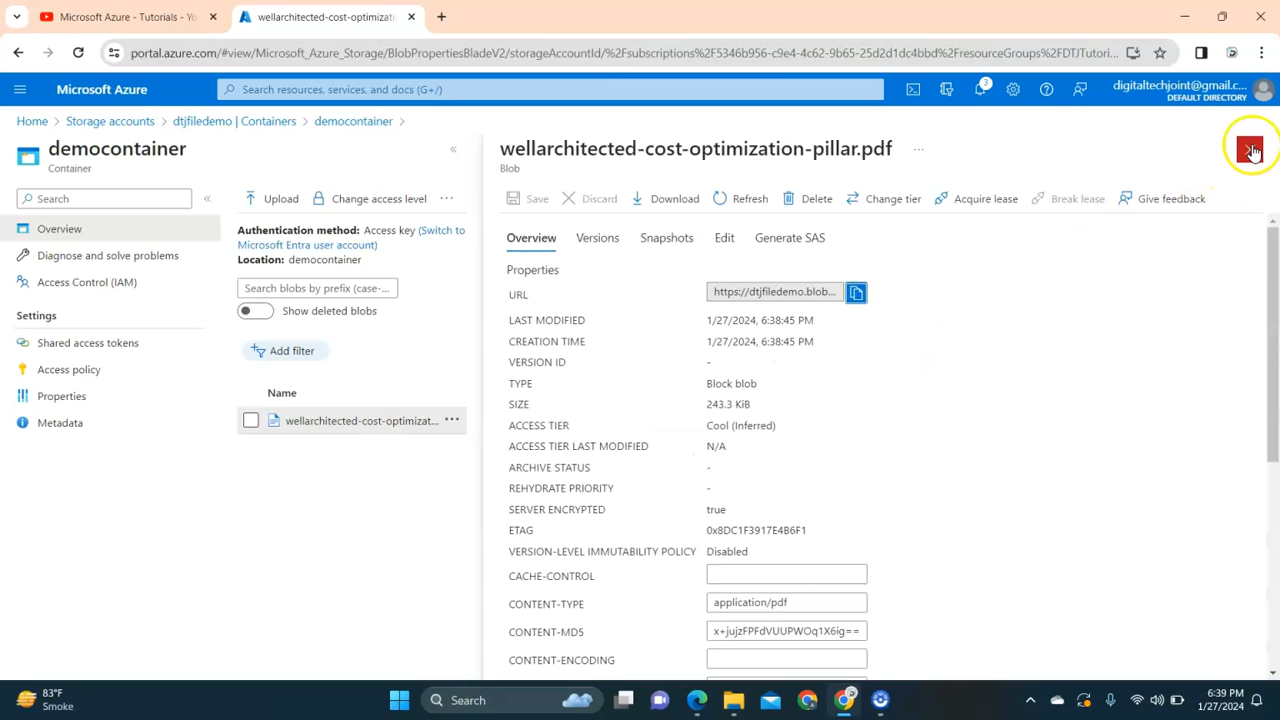 Microsoft Azure - Tutorials - Yo
wellarchitected-cost-optimizatic
portal.azure.com/#view/Microsoft_Azure_Storage/BlobPropertiesBladeV2/storageAccountId/%2Fsubscriptions%2F5346b956-c9e4-4c62-9b65-25d2d1dc4bbd%2FresourceGroups%2FDTJTutori...
Microsoft Azure
Search resources, services, and docs (G+/)
3
digitaltechjoint@gmail.c...
DEFAULT DIRECTORY
Home > Storage accounts > dtjfiledemo | Containers > democontainer >
democontainer
Container
Search
Overview
Diagnose and solve problems
Access Control (IAM)
Settings
Shared access tokens
Access policy
Properties
Metadata
Upload
Change access level
Authentication method: Access key (Switch to
Microsoft Entra user account)
Location: democontainer
Search blobs by prefix (case-...
Show deleted blobs
Add filter
Name
wellarchitected-cost-optimizat...
wellarchitected-cost-optimization-pillar.pdf
Blob
Save Discard Download Refresh Delete Change tier Acquire lease Break lease Give feedback
Overview Versions Snapshots Edit Generate SAS
Properties
URL https://dtjfiledemo.blob...
LAST MODIFIED 1/27/2024, 6:38:45 PM
CREATION TIME 1/27/2024, 6:38:45 PM
VERSION ID -
TYPE Block blob
SIZE 243.3 KiB
ACCESS TIER Cool (Inferred)
ACCESS TIER LAST MODIFIED N/A
ARCHIVE STATUS -
REHYDRATE PRIORITY -
SERVER ENCRYPTED true
ETAG 0x8DC1F3917E4B6F1
VERSION-LEVEL IMMUTABILITY POLICY Disabled
CACHE-CONTROL
CONTENT-TYPE application/pdf
CONTENT-MD5 x+jujzFPFdVUUPWOq1X6ig==
CONTENT-ENCODING
83°F
Smoke
Search
6:39 PM
1/27/2024